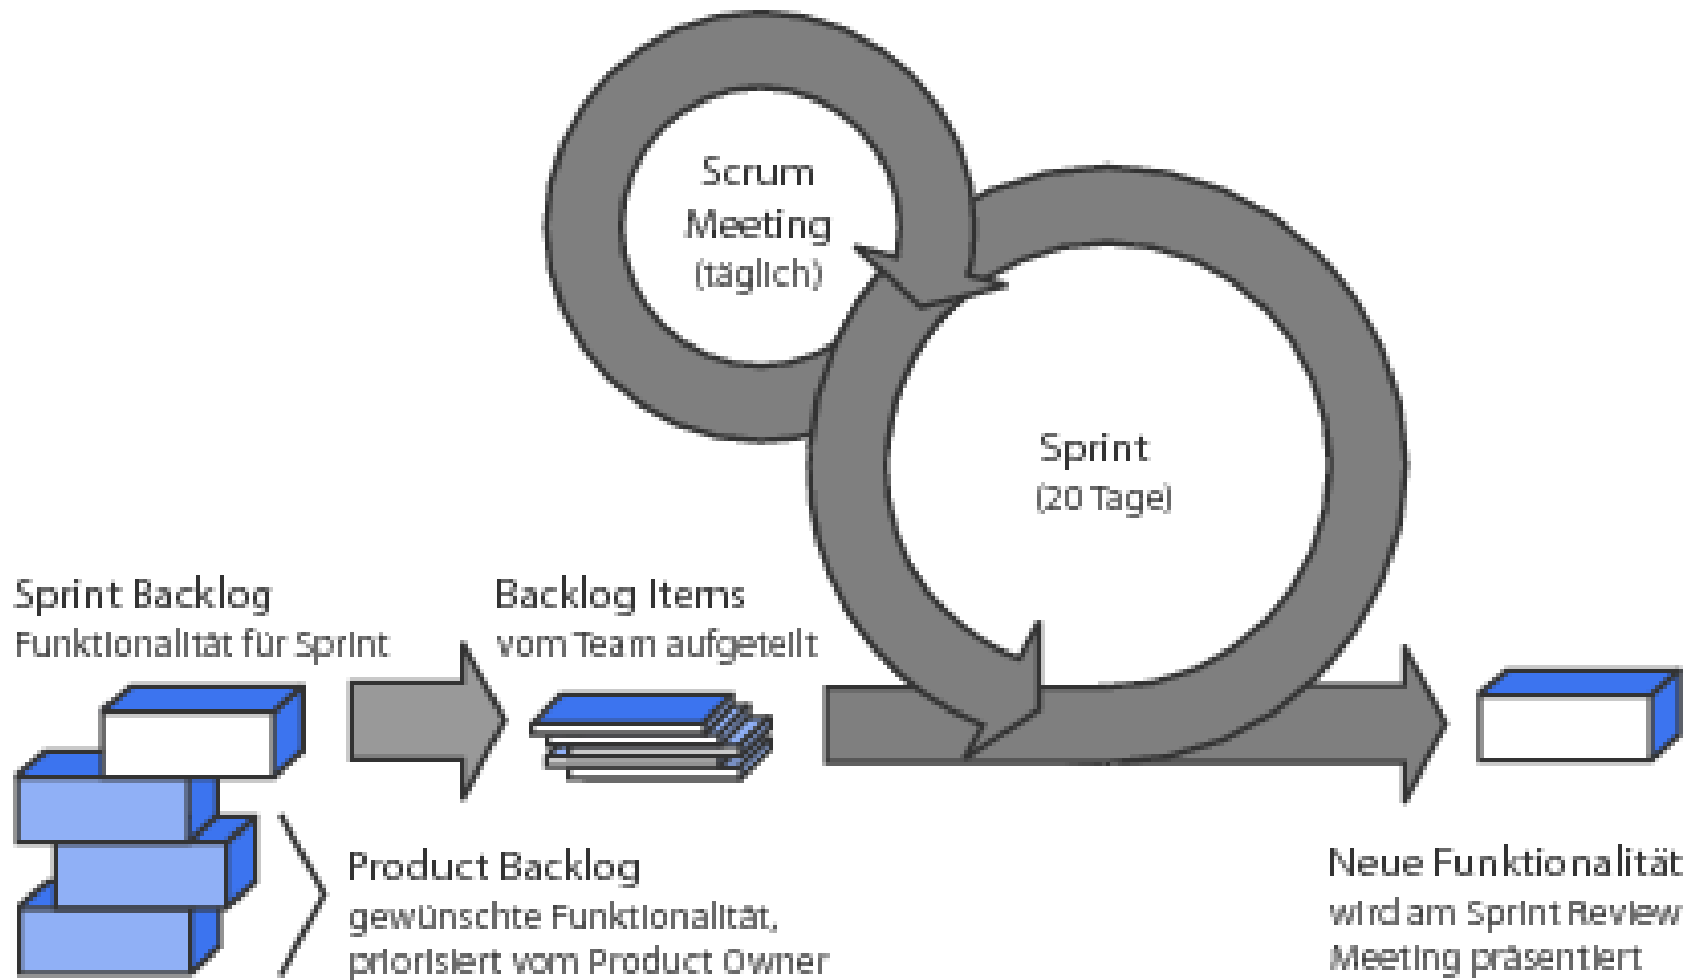 Scrum
Meeting
(täglich)
Sprint
(20 Tage)
Sprint Backlog
Funktionalität für Sprint
Backlog Items
vom Team aufgeteilt
Product Backlog
gewünschte Funktionalität,
priorisiert vom Product Owner
Neue Funktionalität
wird am Sprint Review
Meeting präsentiert